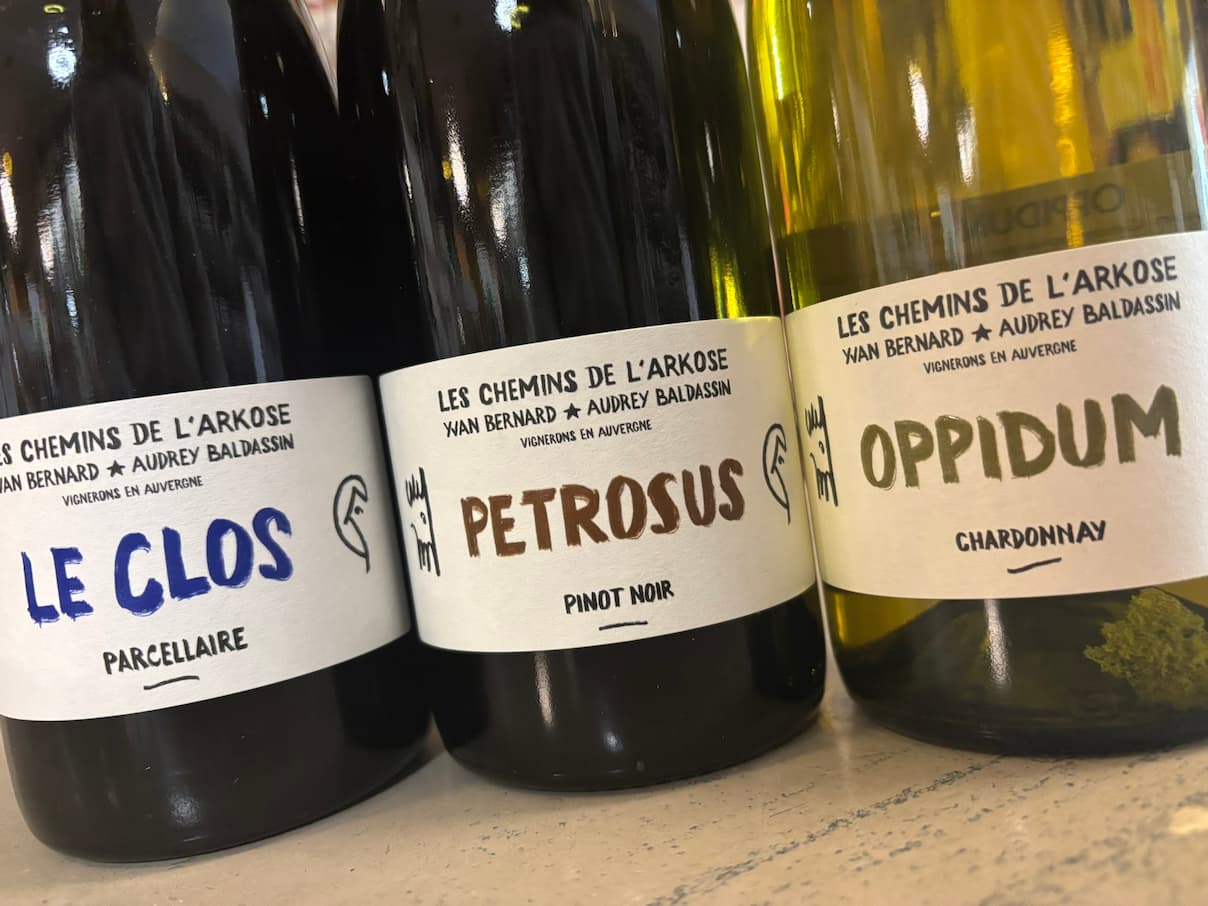 ES CHEMINS DE L'ARKOSE
VAN BERNARD ★ AUDREY BALDASSIN
VIGNERONS EN AUVERGNE
LE CLOS
PARCELLAIRE
LES CHEMINS DE L'ARKOSE
YVAN BERNARD ★ AUDREY BALDASSIN
VIGNERONS EN AUVERGNE
PETROSUS
PINOT NOIR
OPPIDUM
LES CHEMINS DE L'ARKOSE
YVAN BERNARD ★ AUDREY BALDASSIN
VIGNERONS EN AUVERGNE
OPPIDUM
CHARDONNAY